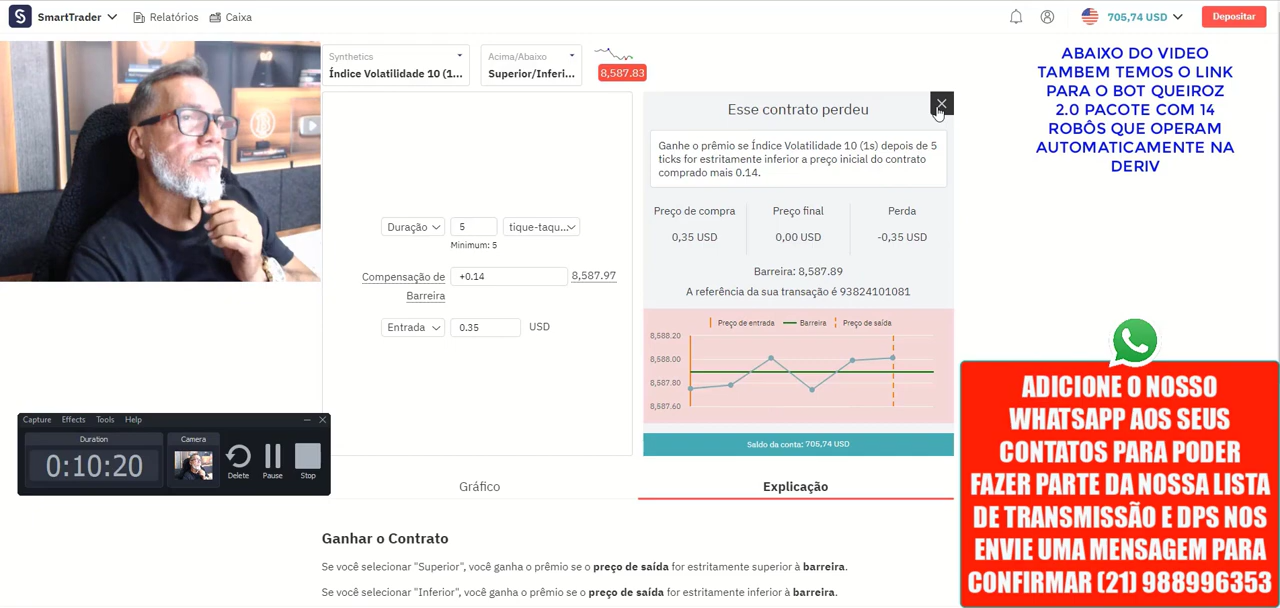 SmartTrader
Relatórios
Caixa
705,74 USD
Depositar
Synthetics
Índice Volatilidade 10 (1...
Acima/Abaixo
Superior/Inferi...
8,587.83
ABAIXO DO VIDEO
TAMBEM TEMOS O LINK
PARA O BOT QUEIROZ
2.0 PACOTE COM 14
ROBÔS QUE OPERAM
AUTOMATICAMENTE NA
DERIV
Duração
5
tique-taqu...
Minimum: 5
Compensação de
Barreira
+0.14
8,587.97
Entrada
0.35
USD
Esse contrato perdeu
Ganhe o prêmio se Índice Volatilidade 10 (1s) depois de 5
ticks for estritamente inferior a preço inicial do contrato
comprado mais 0.14.
Preço de compra
Preço final
Perda
0,35 USD
0,00 USD
-0,35 USD
Barreira: 8,587.89
A referência da sua transação é 93824101081
Preço de entrada
Barreira
Preço de saída
8,588.20
8,588.00
8,587.80
8,587.60
Saldo da conta: 705,74 USD
Capture
Effects
Tools
Help
Duration
0:10:20
Camera
Delete
Pause
Stop
Gráfico
Explicação
Ganhar o Contrato
Se você selecionar "Superior", você ganha o prêmio se o preço de saída for estritamente superior à barreira.
Se você selecionar "Inferior", você ganha o prêmio se o preço de saída for estritamente inferior à barreira.
ADICIONE O NOSSO
WHATSAPP AOS SEUS
CONTATOS PARA PODER
FAZER PARTE DA NOSSA LISTA
DE TRANSMISSÃO E DPS NOS
ENVIE UMA MENSAGEM PARA
CONFIRMAR (21) 988996353